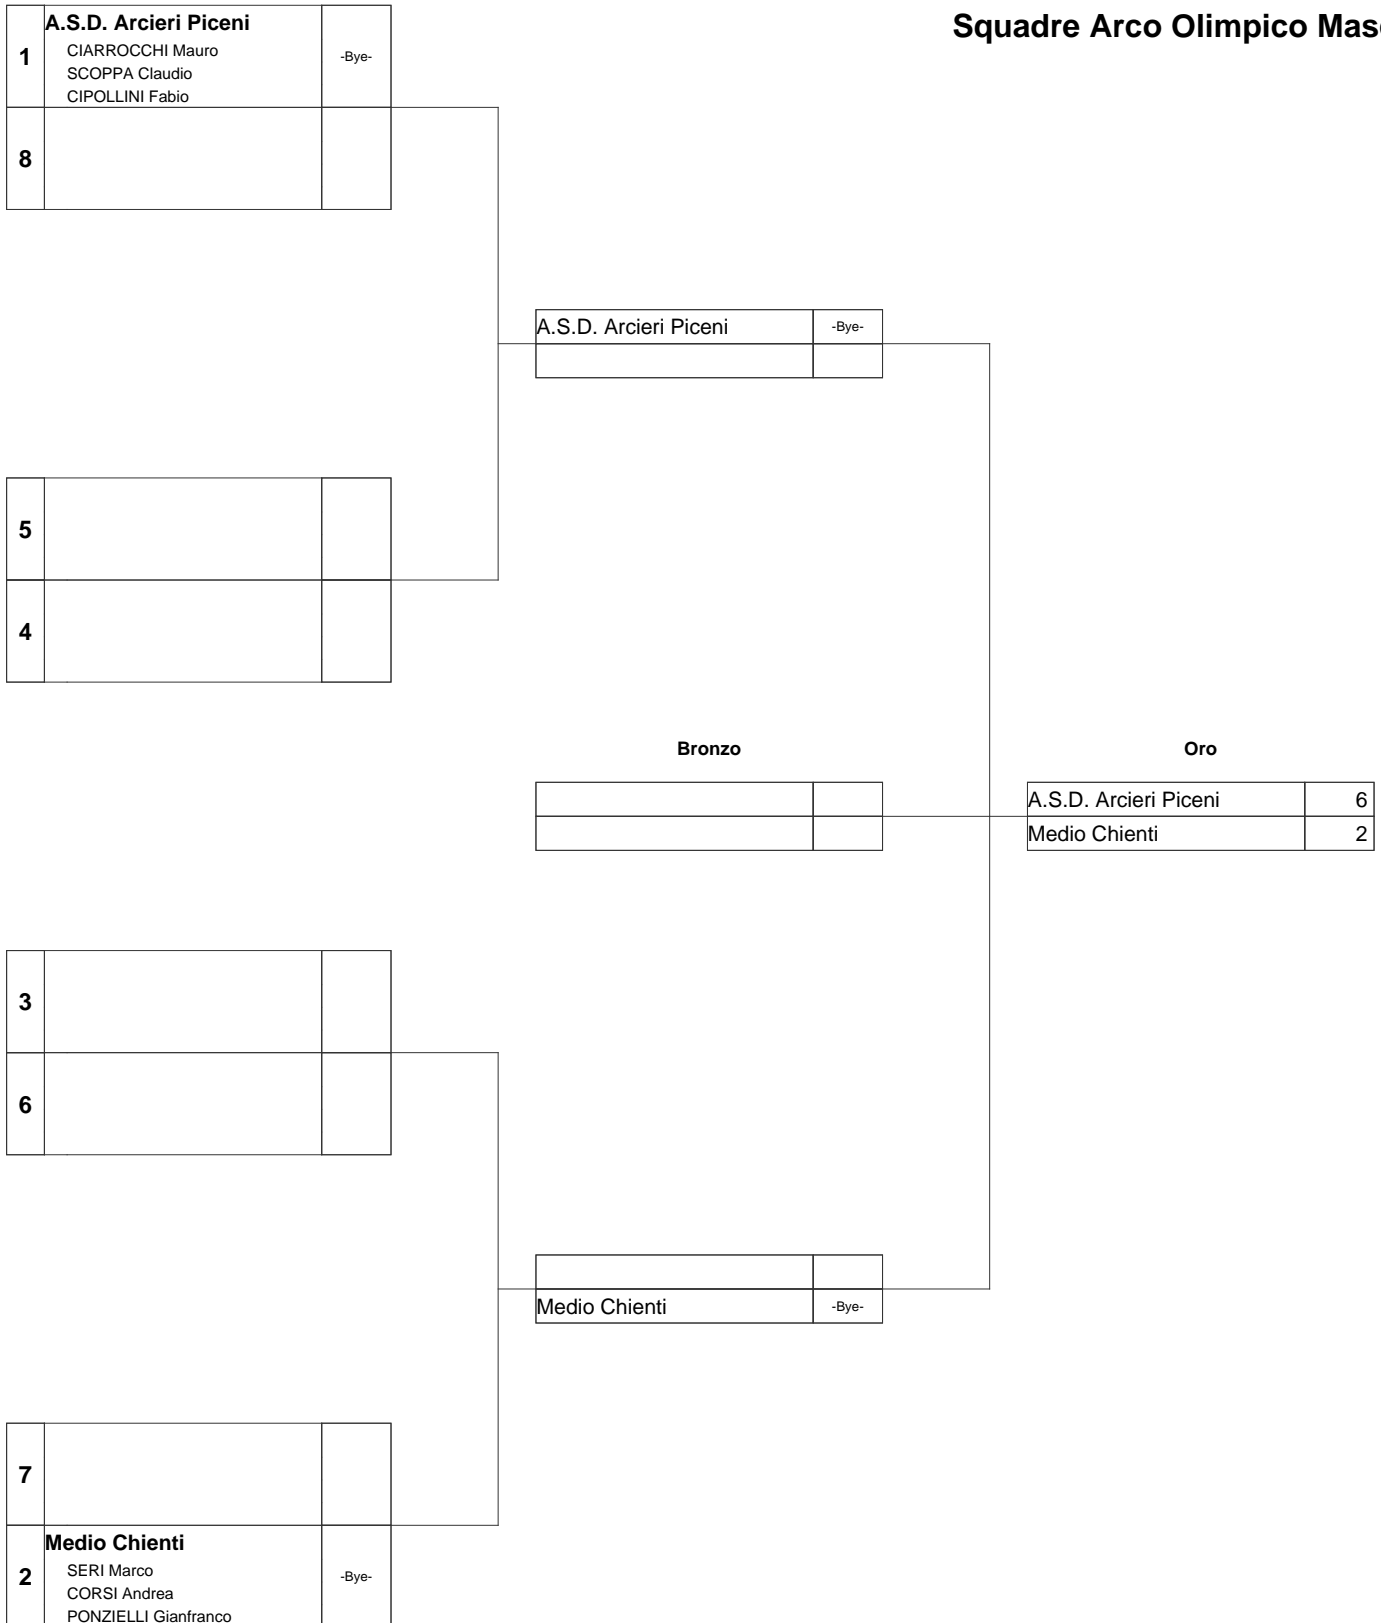 Squadre Arco Olimpico
1
A.S.D. Arcieri Piceni
CIARROCCHI Mauro
SCOPPA Claudio
CIPOLLINI Fabio
-Bye-
8
A.S.D. Arcieri Piceni -Bye-
5
4
Bronzo
Oro
A.S.D. Arcieri Piceni 6
Medio Chienti 2
3
6
Medio Chienti -Bye-
7
2
Medio Chienti
SERI Marco
CORSI Andrea
PONZIELLI Gianfranco
-Bye-